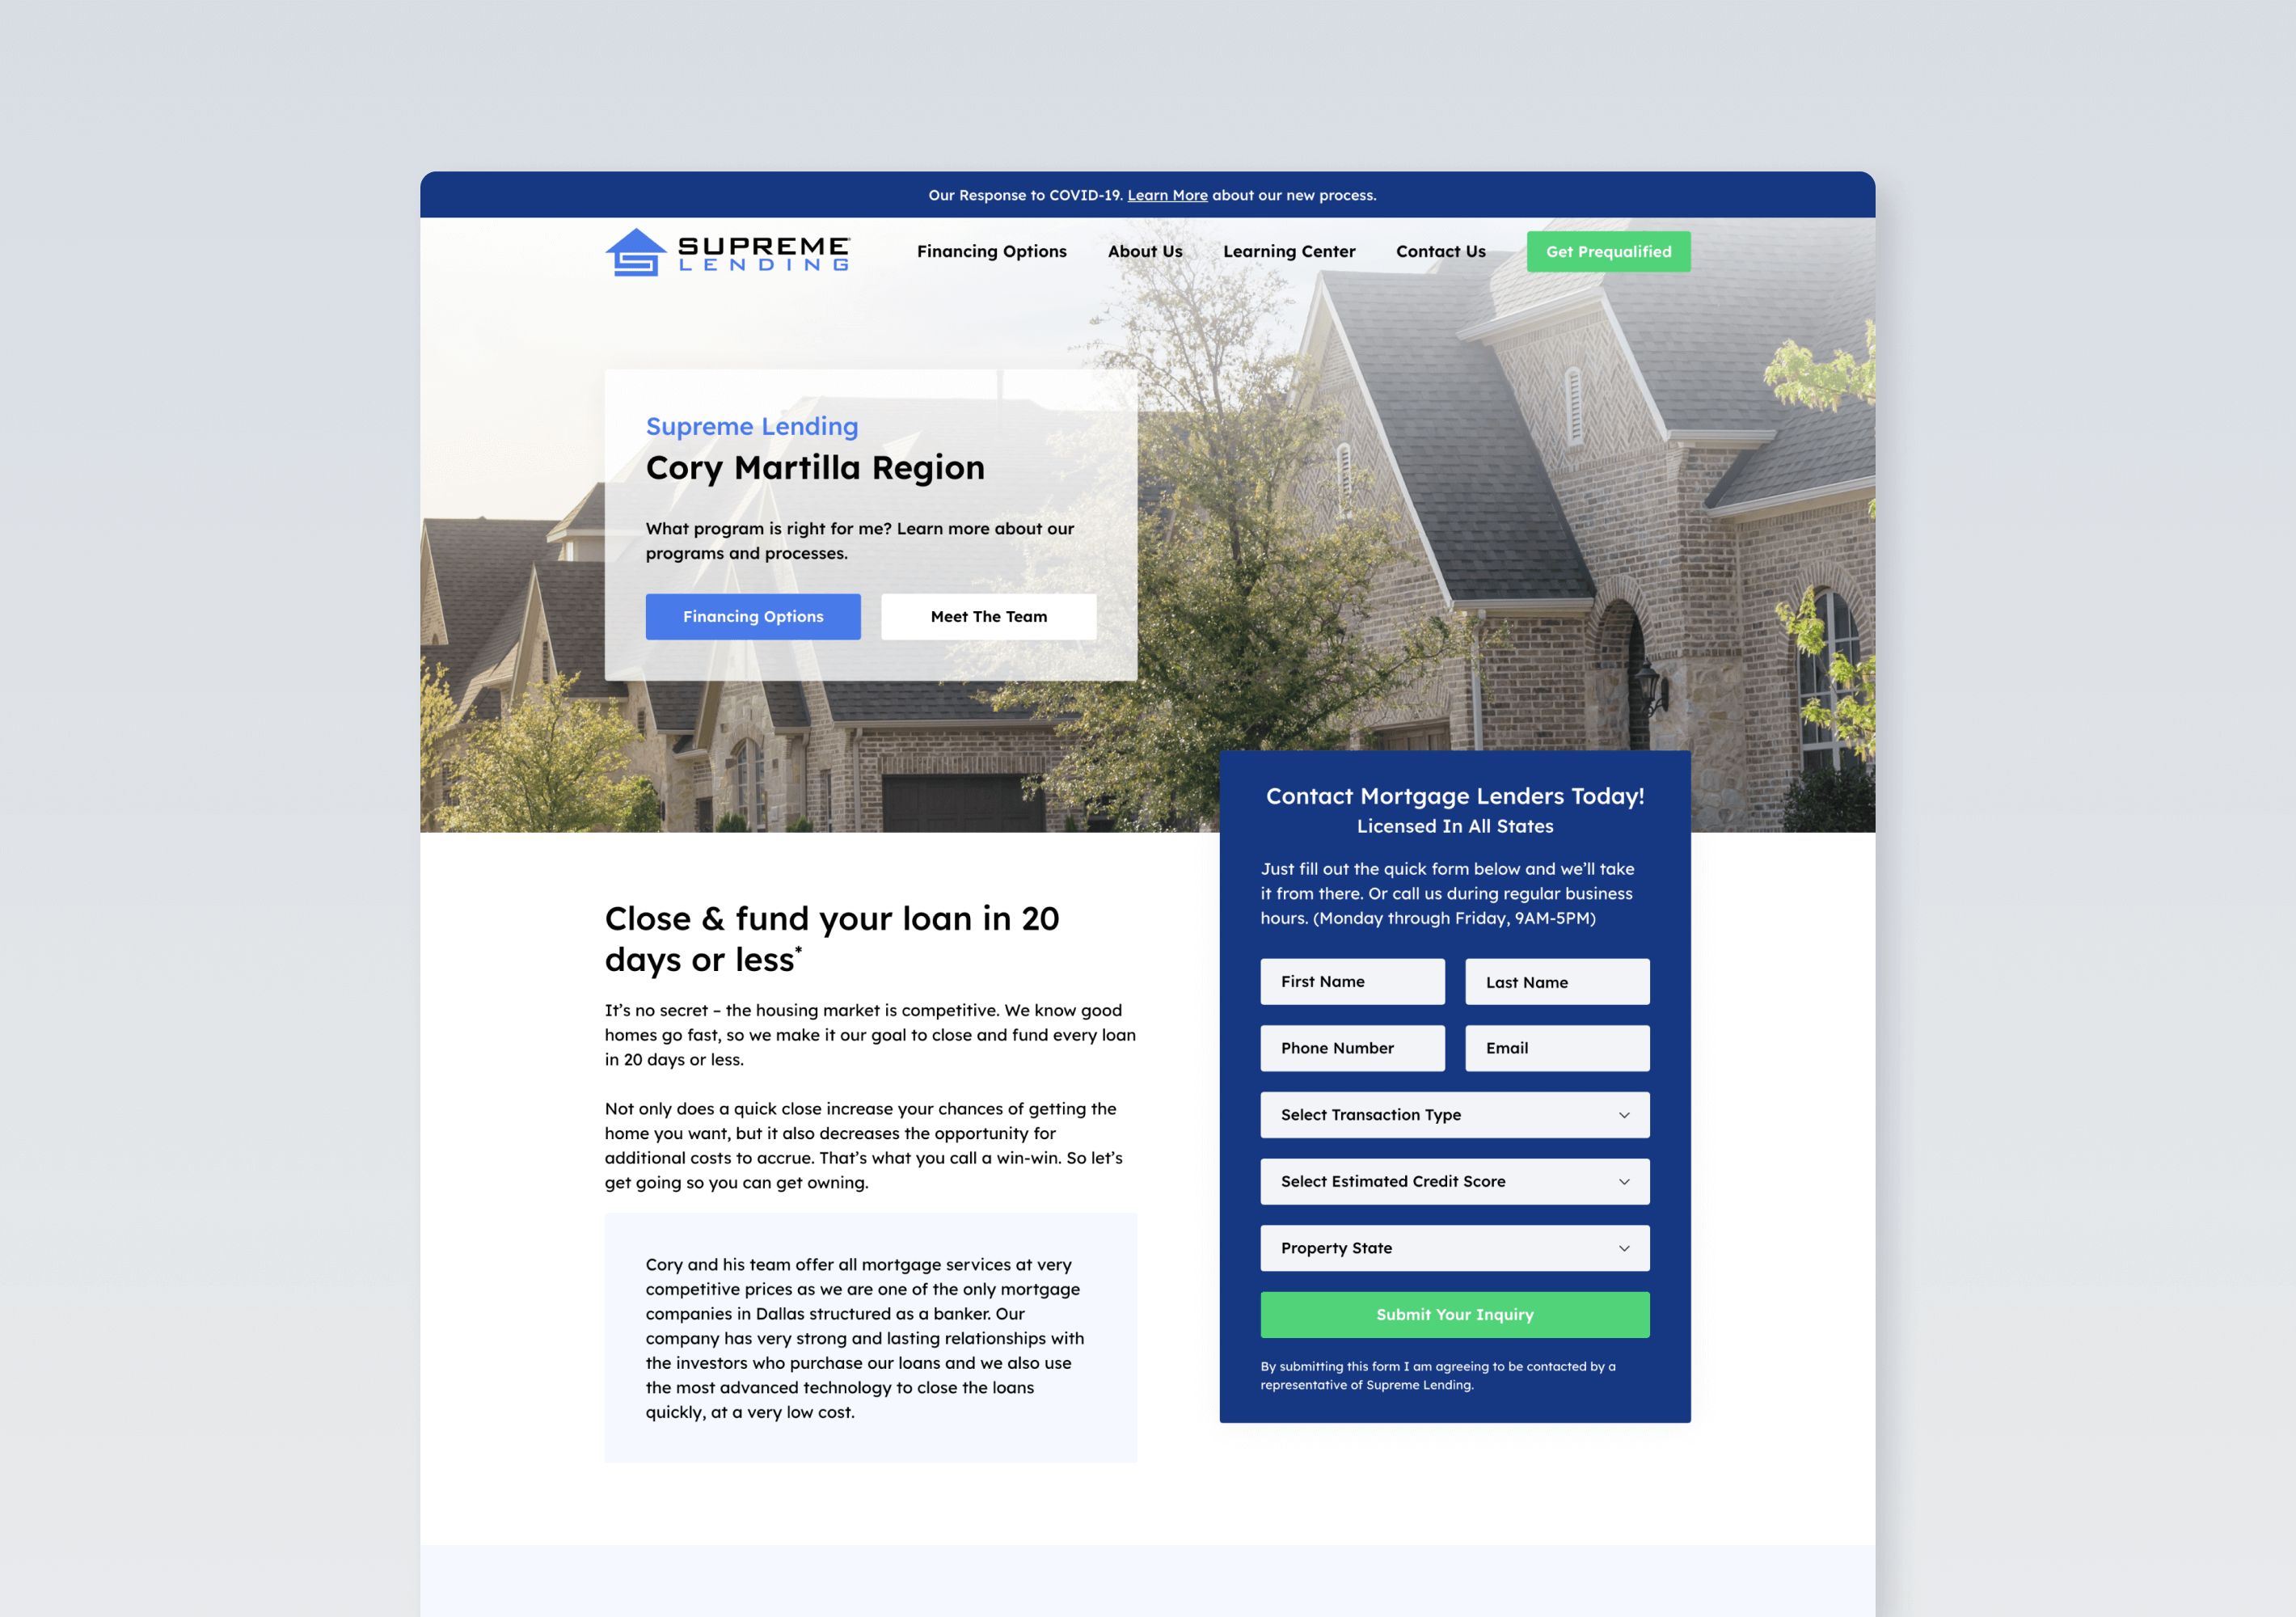 Our Response to COVID-19. Learn More about our new process.
SUPREME
LENDING
Financing Options
About Us
Learning Center
Contact Us
Get Prequalified
Supreme Lending
Cory Martilla Region
What program is right for me? Learn more about our
programs and processes.
Financing Options
Meet The Team
Close & fund your loan in 20
days or less*
It’s no secret – the housing market is competitive. We know good
homes go fast, so we make it our goal to close and fund every loan
in 20 days or less.
Not only does a quick close increase your chances of getting the
home you want, but it also decreases the opportunity for
additional costs to accrue. That’s what you call a win-win. So let’s
get going so you can get owning.
Cory and his team offer all mortgage services at very
competitive prices as we are one of the only mortgage
companies in Dallas structured as a banker. Our
company has very strong and lasting relationships with
the investors who purchase our loans and we also use
the most advanced technology to close the loans
quickly, at a very low cost.
Contact Mortgage Lenders Today!
Licensed In All States
Just fill out the quick form below and we’ll take
it from there. Or call us during regular business
hours. (Monday through Friday, 9AM-5PM)
First Name
Last Name
Phone Number
Email
Select Transaction Type
Select Estimated Credit Score
Property State
Submit Your Inquiry
By submitting this form I am agreeing to be contacted by a
representative of Supreme Lending.